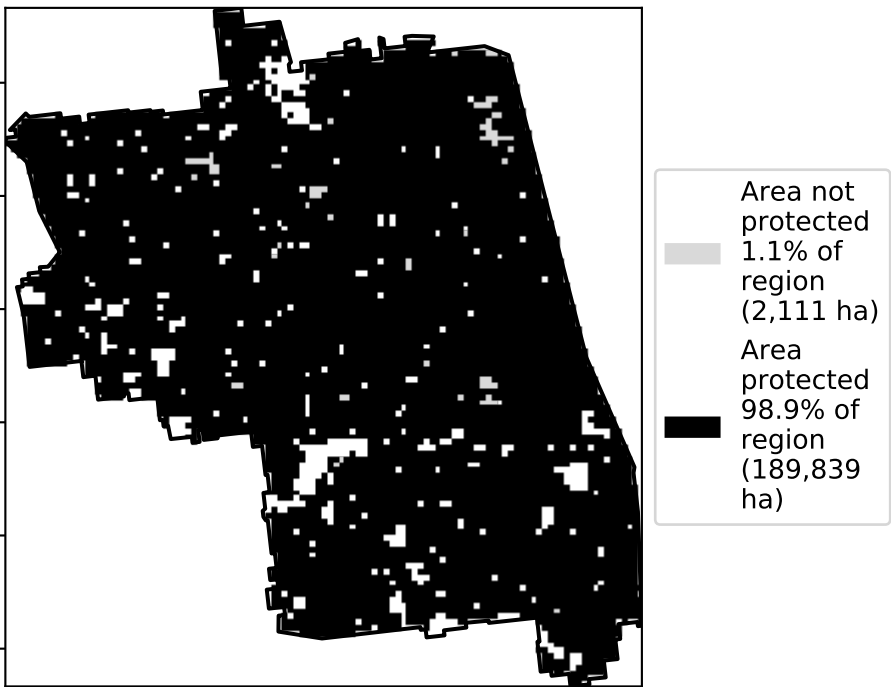 Area not
protected
1.1% of
region
(2,111 ha)
Area
protected
98.9% of
region
(189,839
ha)